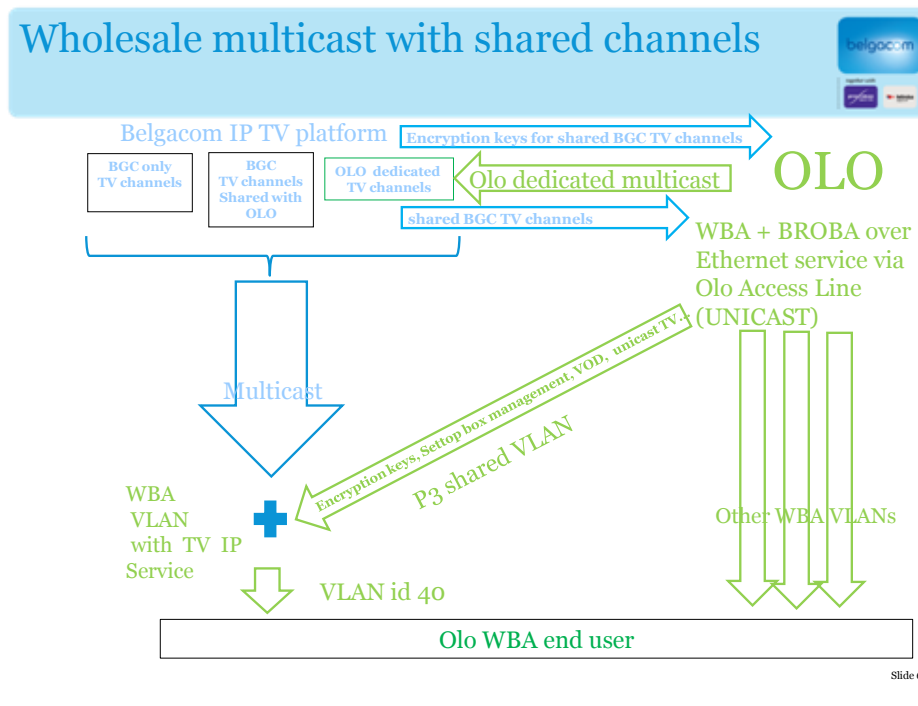 Wholesale multicast with shared channels
belgacom
Belgacom IP TV platform
Encryption keys for shared BGC TV channels
BGC only
TV channels
BGC
TV channels
Shared with
OLO
OLO dedicated
TV channels
Olo dedicated multicast
OLO
shared BGC TV channels
WBA + BROBA over
Ethernet service via
Olo Access Line
(UNICAST)
Multicast
Encryption keys, Settop box management, VOD, unicast TV...
P3 shared VLAN
WBA
VLAN
with TV IP
Service
Other WBA VLANs
VLAN id 40
Olo WBA end user
Slide